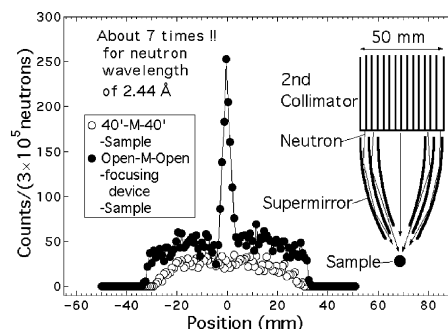 300
250
200
150
100
50
0
Counts/(3×10⁵neutrons)
−60 −40 −20 0 20 40 60 80
Position (mm)
About 7 times !!
for neutron
wavelength
of 2.44 Å
40'-M-40'
-Sample
Open-M-Open
-focusing
device
-Sample
50 mm
2nd
Collimator
Neutron
Supermirror
Sample